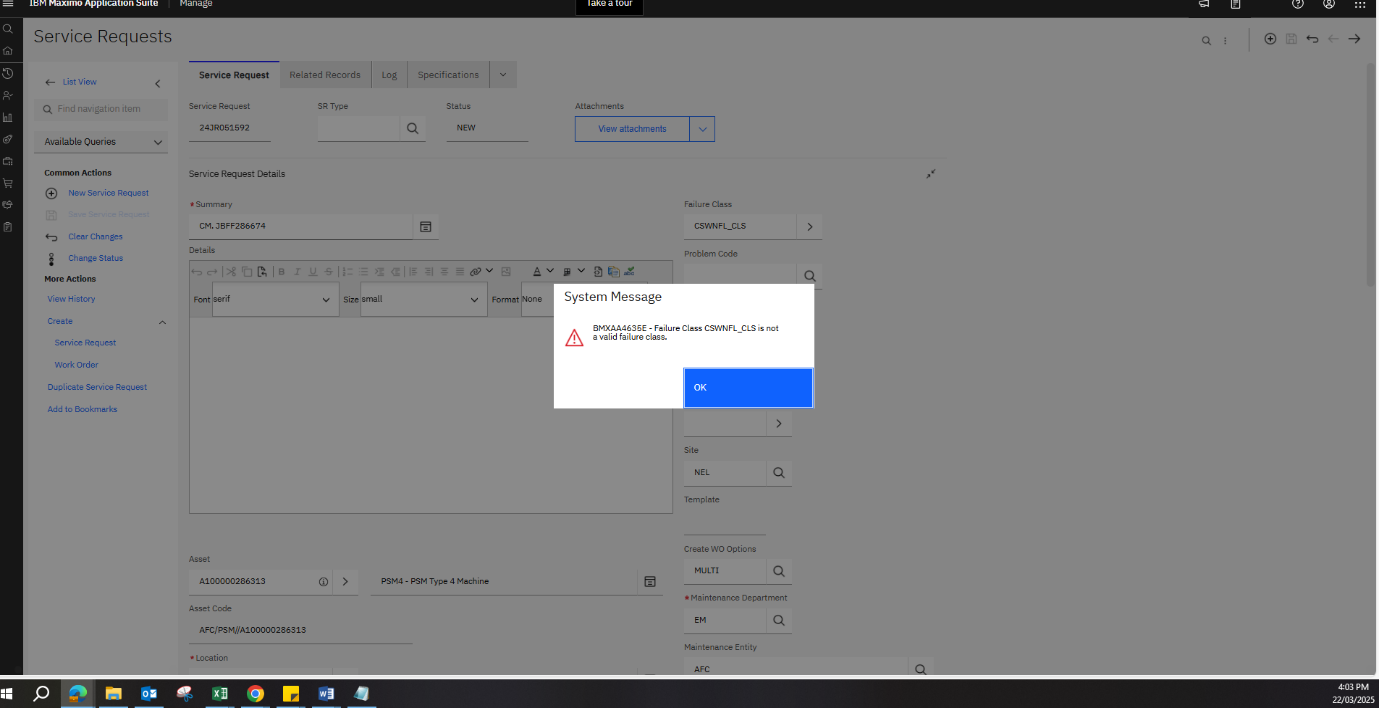 IBM Maximo Application Suite Manage Take a tour
Service Requests
List View
Find navigation item
Available Queries
Common Actions
New Service Request
Save Service Request
Clear Changes
Change Status
More Actions
View History
Create
Service Request
Work Order
Duplicate Service Request
Add to Bookmarks
Service Request Related Records Log Specifications
Service Request SR Type Status Attachments
24JR051592 NEW View attachments
Service Request Details
* Summary
CM. JBFF286674
Details
B I U S A
Font serif Size small Format None
Failure Class
CSWNFL_CLS
Problem Code
System Message
BMXAA4635E - Failure Class CSWNFL_CLS is not
a valid failure class.
OK
Site
NEL
Template
Create WO Options
MULTI
* Maintenance Department
EM
Maintenance Entity
AFC
Asset
A100000286313 PSM4 - PSM Type 4 Machine
Asset Code
AFC/PSM//A100000286313
* Location
4:03 PM
22/03/2025